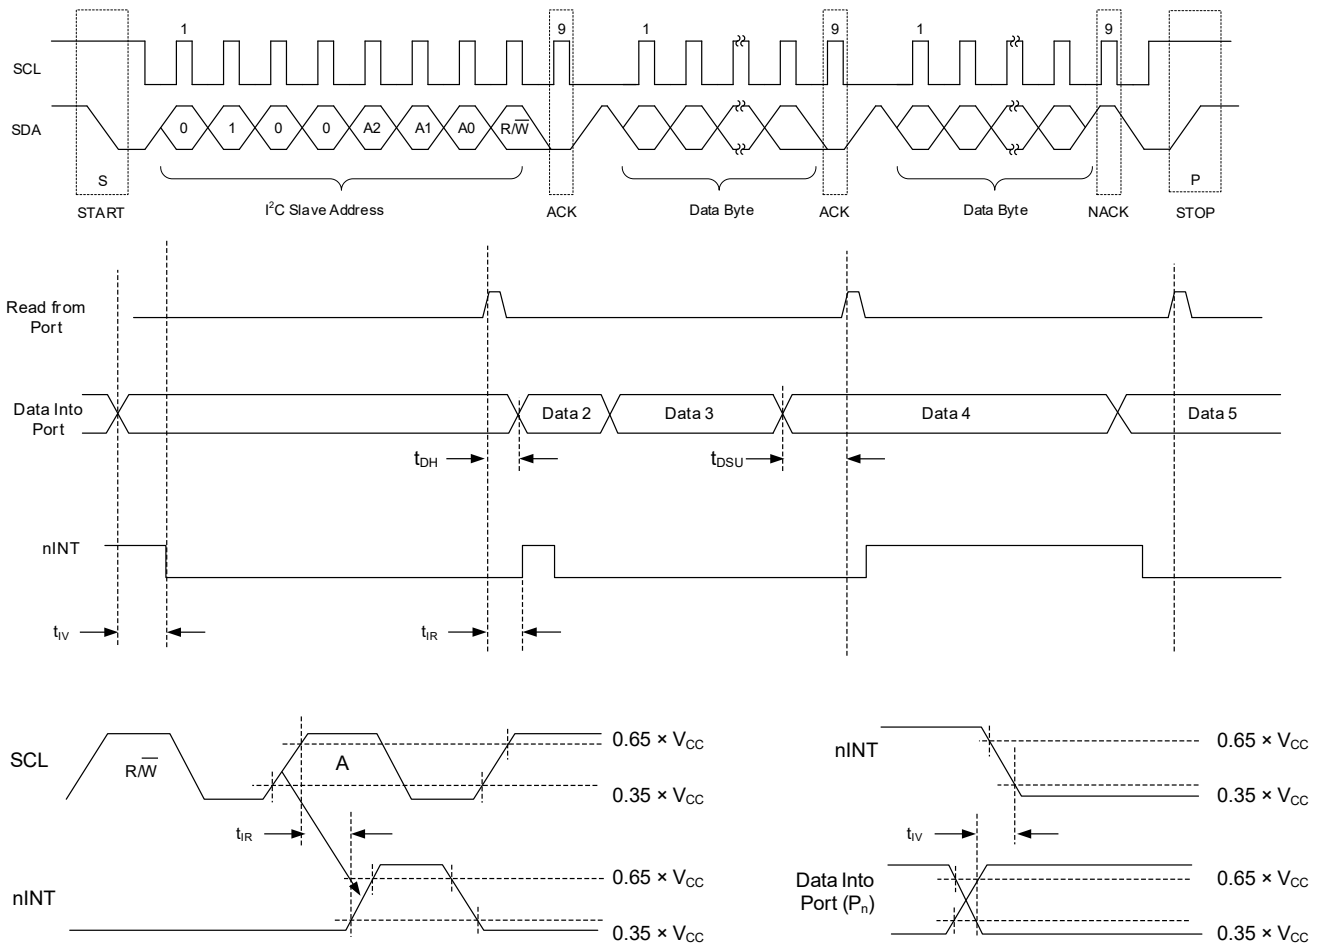 1 9 1 9 1 9
SCL
SDA 0 1 0 0 A2 A1 A0 R/W
S P
START I²C Slave Address ACK Data Byte ACK Data Byte NACK STOP
Read from
Port
Data Into
Port
Data 2 Data 3 Data 4 Data 5
tDH tDSU
nINT
tIV tIR
SCL R/W A 0.65 × VCC
0.35 × VCC
tIR
nINT 0.65 × VCC
0.35 × VCC
nINT 0.65 × VCC
0.35 × VCC
tIV
Data Into
Port (Pn)
0.65 × VCC
0.35 × VCC